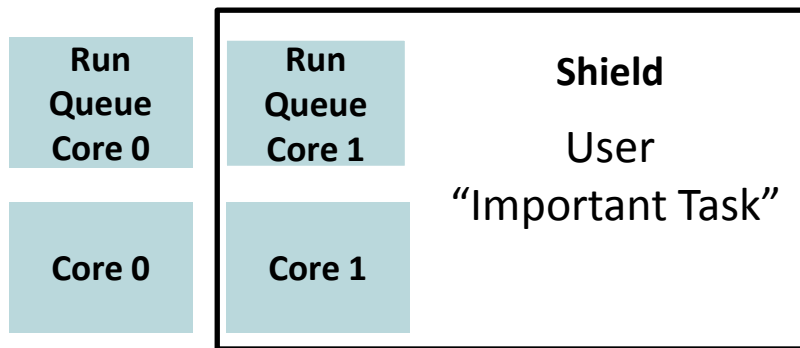 Run
Queue
Core 0
Run
Queue
Core 1
Shield
User
“Important Task”
Core 0
Core 1